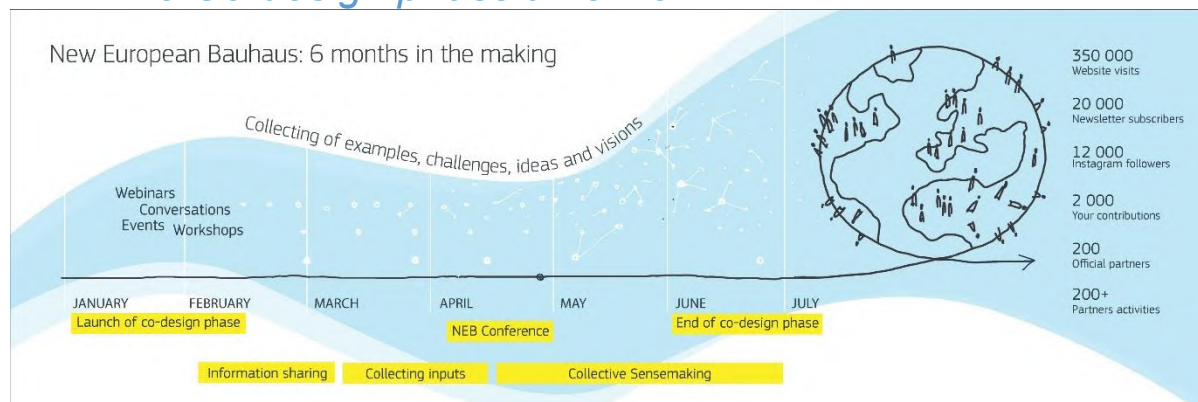 New European Bauhaus: 6 months in the making
Collecting of examples, challenges, ideas and visions
Webinars
Conversations
Events Workshops
JANUARY FEBRUARY MARCH APRIL MAY JUNE JULY
Launch of co-design phase
NEB Conference
End of co-design phase
Information sharing
Collecting inputs
Collective Sensemaking
350 000
Website visits
20 000
Newsletter subscribers
12 000
Instagram followers
2 000
Your contributions
200
Official partners
200+
Partners activities